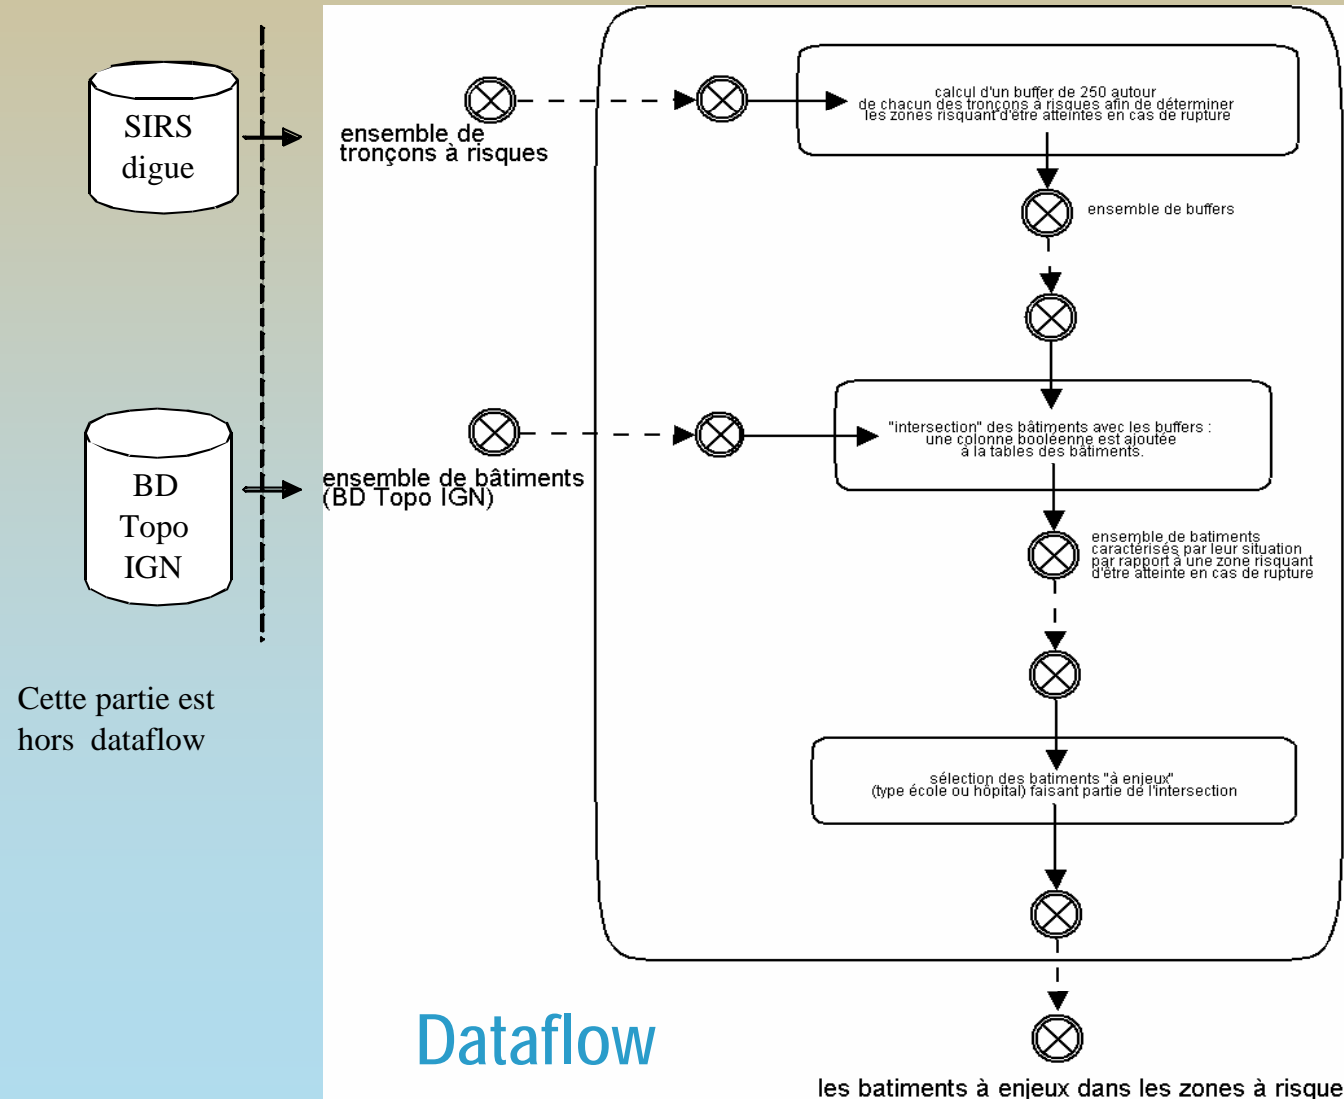 SIRS
digue
ensemble de
tronçons à risques
calcul d'un buffer de 250 autour
de chacun des tronçons à risques afin de déterminer
les zones risquant d'être atteintes en cas de rupture
ensemble de buffers
BD
Topo
IGN
ensemble de bâtiments
(BD Topo IGN)
"intersection" des bâtiments avec les buffers :
une colonne booléenne est ajoutée
à la tables des bâtiments.
ensemble de batiments
caractérisés par leur situation
par rapport à une zone risquant
d'être atteinte en cas de rupture
Cette partie est
hors dataflow
sélection des batiments "à enjeux"
(type école ou hôpital) faisant partie de l'intersection
Dataflow
les batiments à enjeux dans les zones à risque